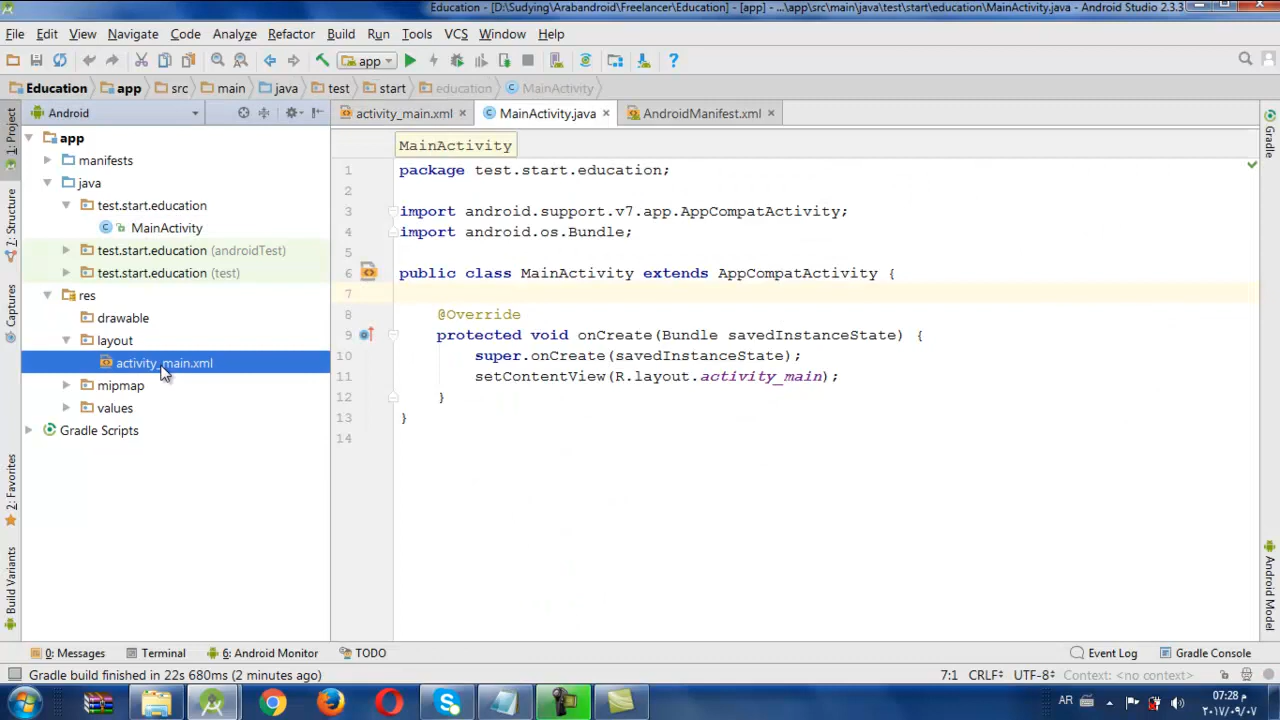 Education - [D:\Sudying\Arabandroid\Freelancer\Education] - [app] - ...\app\src\main\java\test\start\education\MainActivity.java - Android Studio 2.3.3
File Edit View Navigate Code Analyze Refactor Build Run Tools VCS Window Help
app
Education app src main java test start education MainActivity
Android
activity_main.xml MainActivity.java AndroidManifest.xml
1: Project
Z: Structure
Captures
2: Favorites
Build Variants
app
manifests
java
test.start.education
MainActivity
test.start.education (androidTest)
test.start.education (test)
res
drawable
layout
activity_main.xml
mipmap
values
Gradle Scripts
MainActivity
1 package test.start.education;
2
3 import android.support.v7.app.AppCompatActivity;
4 import android.os.Bundle;
5
6 public class MainActivity extends AppCompatActivity {
7
8 @Override
9 protected void onCreate(Bundle savedInstanceState) {
10 super.onCreate(savedInstanceState);
11 setContentView(R.layout.activity_main);
12 }
13 }
14
Gradle
Android Model
0: Messages Terminal 6: Android Monitor TODO Event Log Gradle Console
Gradle build finished in 22s 680ms (2 minutes ago) 7:1 CRLF UTF-8 Context: <no context>
AR
07:28 م
٢٠١٧/٠٩/٠٧